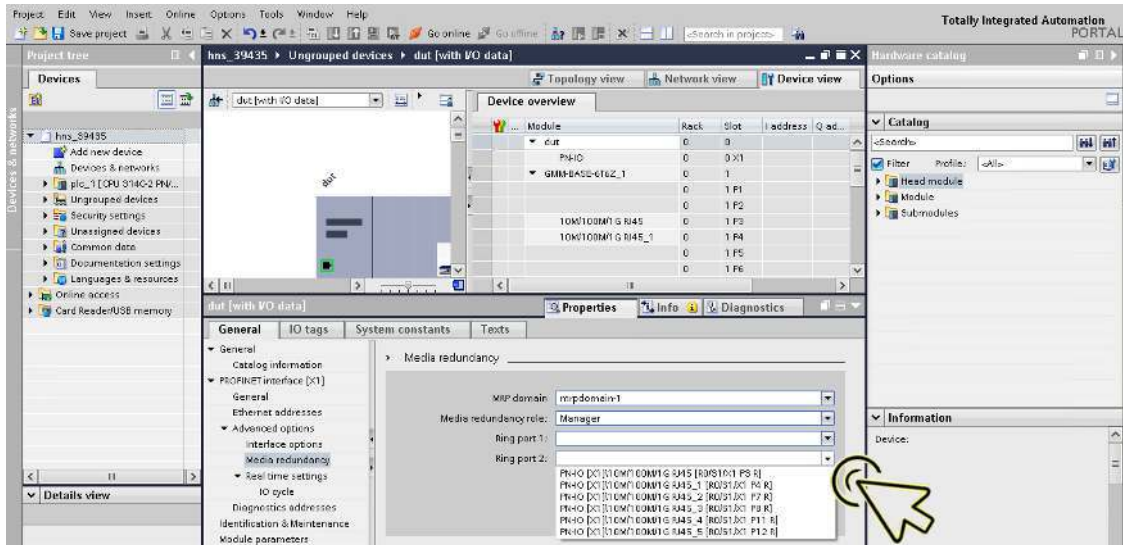 Project Edit View Insert Online Options Tools Window Help
Totally Integrated Automation
PORTAL
Save project
Go online
Go offline
<Search in project>
Project tree
hns_39435
Ungrouped devices
dut [with I/O data]
Hardware catalog
Devices
Topology view
Network view
Device view
Options
dut [with I/O data]
Device overview
Catalog
Module Rack Slot I address Q ad...
<Search>
Filter Profile: <All>
hns_39435
dut 0 0
Head module
Add new device
PN-IO 0 0 X1
Module
Devices & networks
GMM-BASE-6T6Z_1 0 1
Submodules
plc_1 [CPU 314C-2 PN/...
0 1 P1
Ungrouped devices
0 1 P2
Security settings
10M/100M/1G RJ45 0 1 P3
Unassigned devices
10M/100M/1G RJ45_1 0 1 P4
Common data
0 1 P5
Documentation settings
0 1 P6
Languages & resources
Online access
Card Reader/USB memory
dut
Devices & networks
dut [with I/O data]
Properties
Info
Diagnostics
General IO tags System constants Texts
General
Catalog information
PROFINET interface [X1]
General
Ethernet addresses
Advanced options
Interface options
Media redundancy
Real time settings
IO cycle
Diagnostics addresses
Identification & Maintenance
Module parameters
Media redundancy
MRP domain mrpdomain-1
Media redundancy role: Manager
Ring port 1:
Ring port 2:
PN-IO [X1]\10M/100M/1G RJ45 [R0/S1/X1 P3 R]
PN-IO [X1]\10M/100M/1G RJ45_1 [R0/S1/X1 P4 R]
PN-IO [X1]\10M/100M/1G RJ45_2 [R0/S1/X1 P7 R]
PN-IO [X1]\10M/100M/1G RJ45_3 [R0/S1/X1 P8 R]
PN-IO [X1]\10M/100M/1G RJ45_4 [R0/S1/X1 P11 R]
PN-IO [X1]\10M/100M/1G RJ45_5 [R0/S1/X1 P12 R]
Information
Device:
Details view